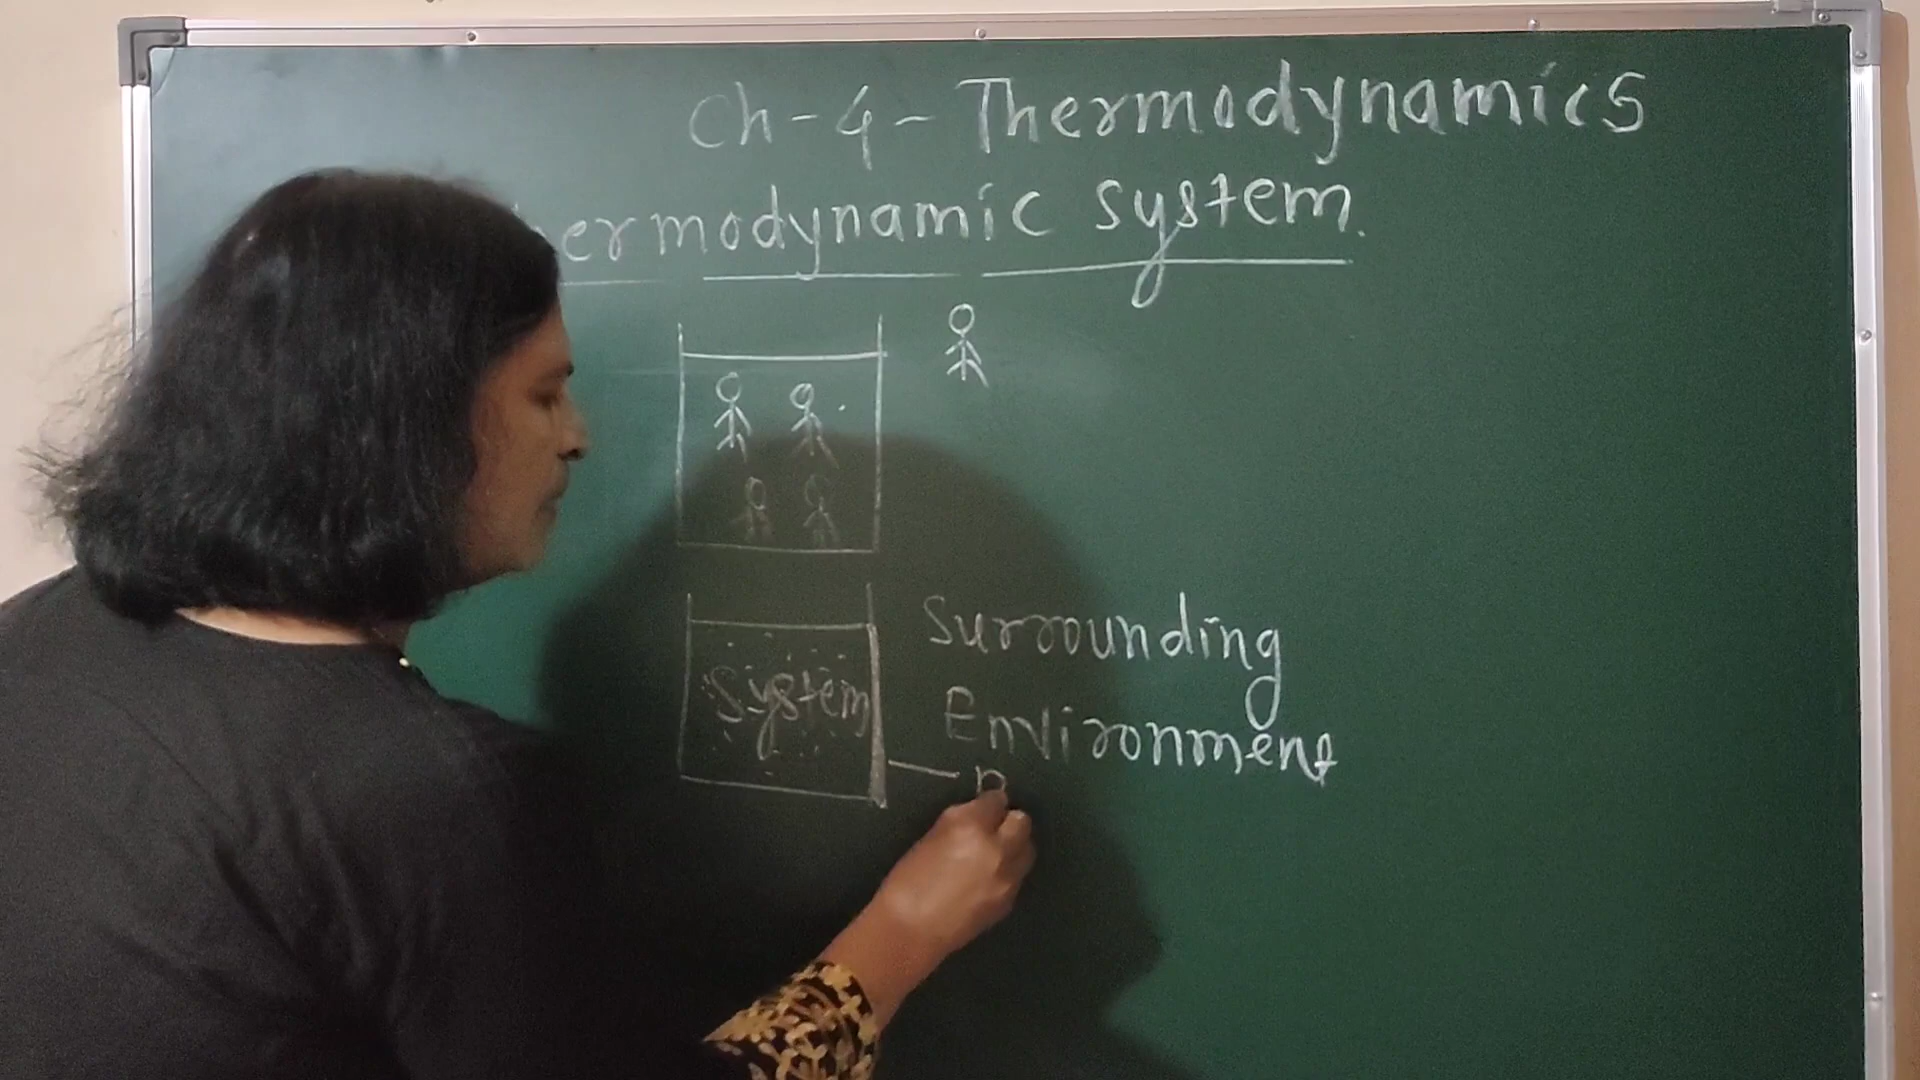 Ch-4- Thermodynamics
ermodynamic system.
Surrounding
System
Environment